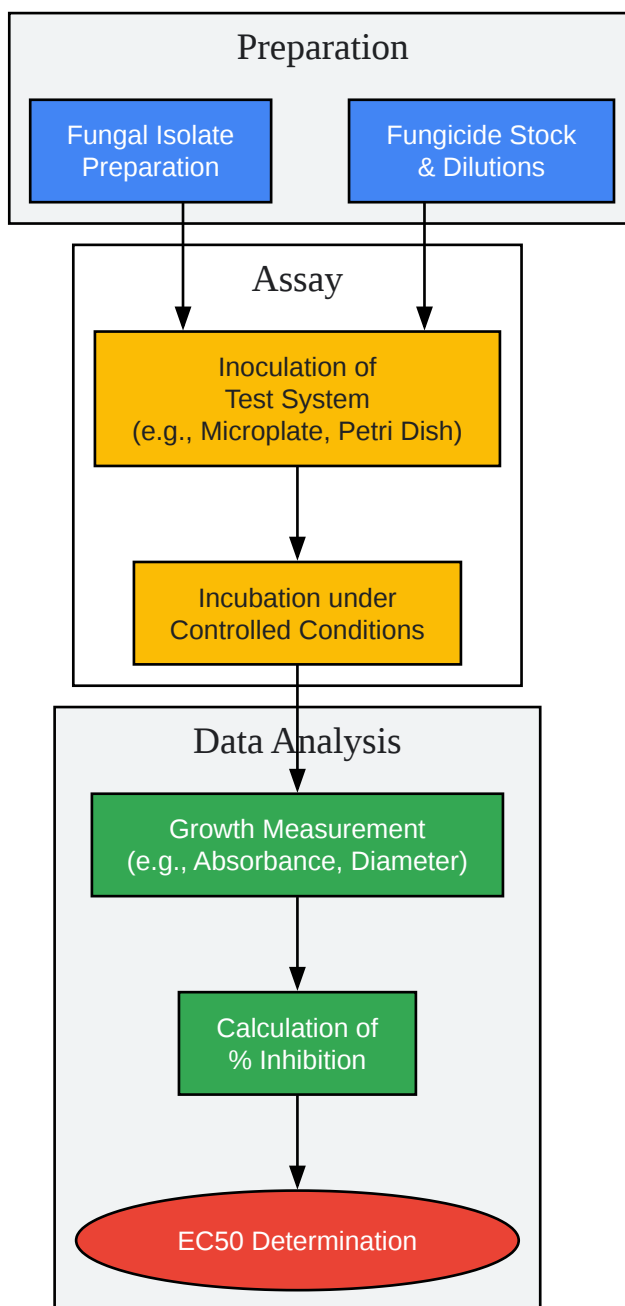 Preparation
Fungal Isolate
Preparation
Fungicide Stock
& Dilutions
Assay
Inoculation of
Test System
(e.g., Microplate, Petri Dish)
Incubation under
Controlled Conditions
Data Analysis
Growth Measurement
(e.g., Absorbance, Diameter)
Calculation of
% Inhibition
EC50 Determination